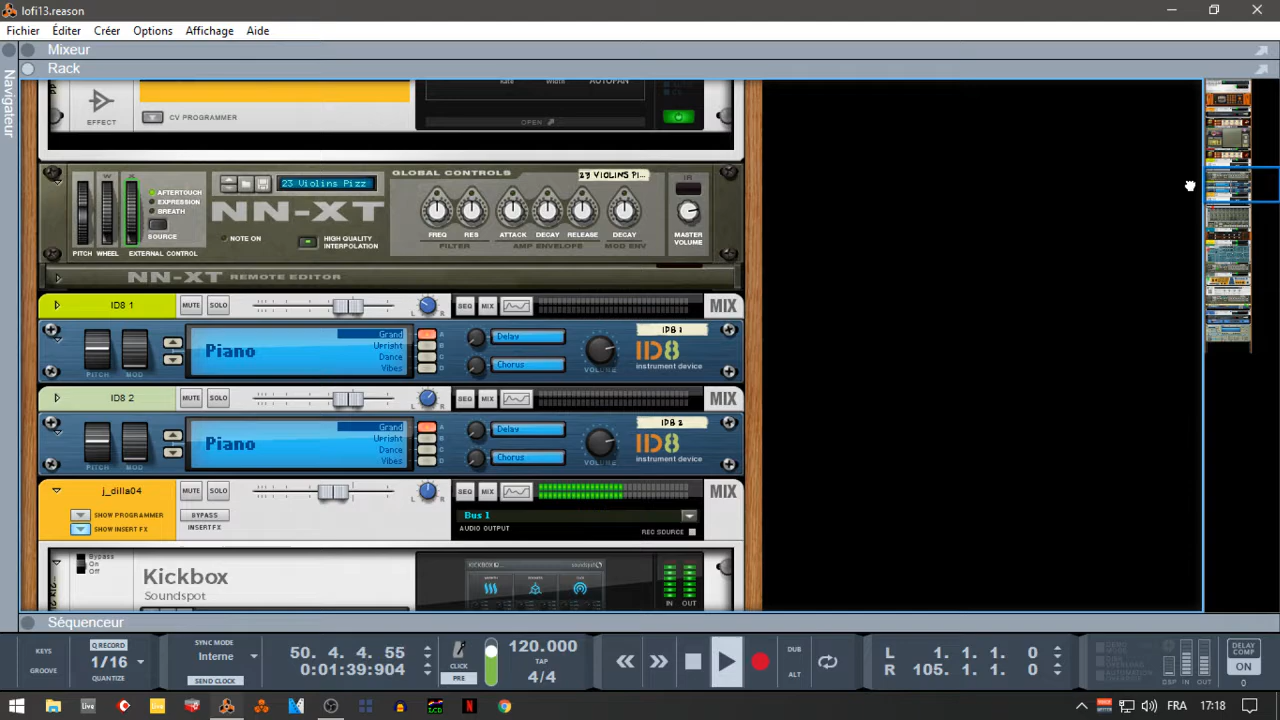 lofi13.reason
Fichier Éditer Créer Options Affichage Aide
Mixeur
Rack
Navigateur
EFFECT
CV PROGRAMMER
Rate Width AUTOPAN
OPEN
PITCH W X
WHEEL
AFTERTOUCH
EXPRESSION
BREATH
SOURCE
EXTERNAL CONTROL
23 Violins Pizz
NN-XT
NOTE ON
HIGH QUALITY INTERPOLATION
GLOBAL CONTROLS
23 VIOLINS PI...
FREQ RES ATTACK DECAY RELEASE DECAY
FILTER AMP ENVELOPE MOD ENV
MASTER VOLUME
NN-XT REMOTE EDITOR
ID8 1 MUTE SOLO L R SEQ MIX MIX
PITCH MOD
Piano
Grand A
Upright B
Dance C
Vibes D
Delay
Chorus
VOLUME
ID8 1
ID8
instrument device
ID8 2 MUTE SOLO L R SEQ MIX MIX
PITCH MOD
Piano
Grand A
Upright B
Dance C
Vibes D
Delay
Chorus
VOLUME
ID8 2
ID8
instrument device
j_dilla04 MUTE SOLO L R SEQ MIX MIX
SHOW PROGRAMMER
SHOW INSERT FX
BYPASS
INSERT FX
Bus 1
AUDIO OUTPUT
REC SOURCE
Bypass
On
Off
Kickbox
Soundspot
IN OUT
Séquenceur
KEYS
GROOVE
Q RECORD
1/16
QUANTIZE
SYNC MODE
Interne
SEND CLOCK
50. 4. 4. 55
0:01:39:904
CLICK
PRE
120.000
TAP
4/4
DUB
ALT
L 1. 1. 1. 0
R 105. 1. 1. 0
DSP IN OUT
DELAY COMP
ON
0
Live
Live
LCD
N
FRA 17:18